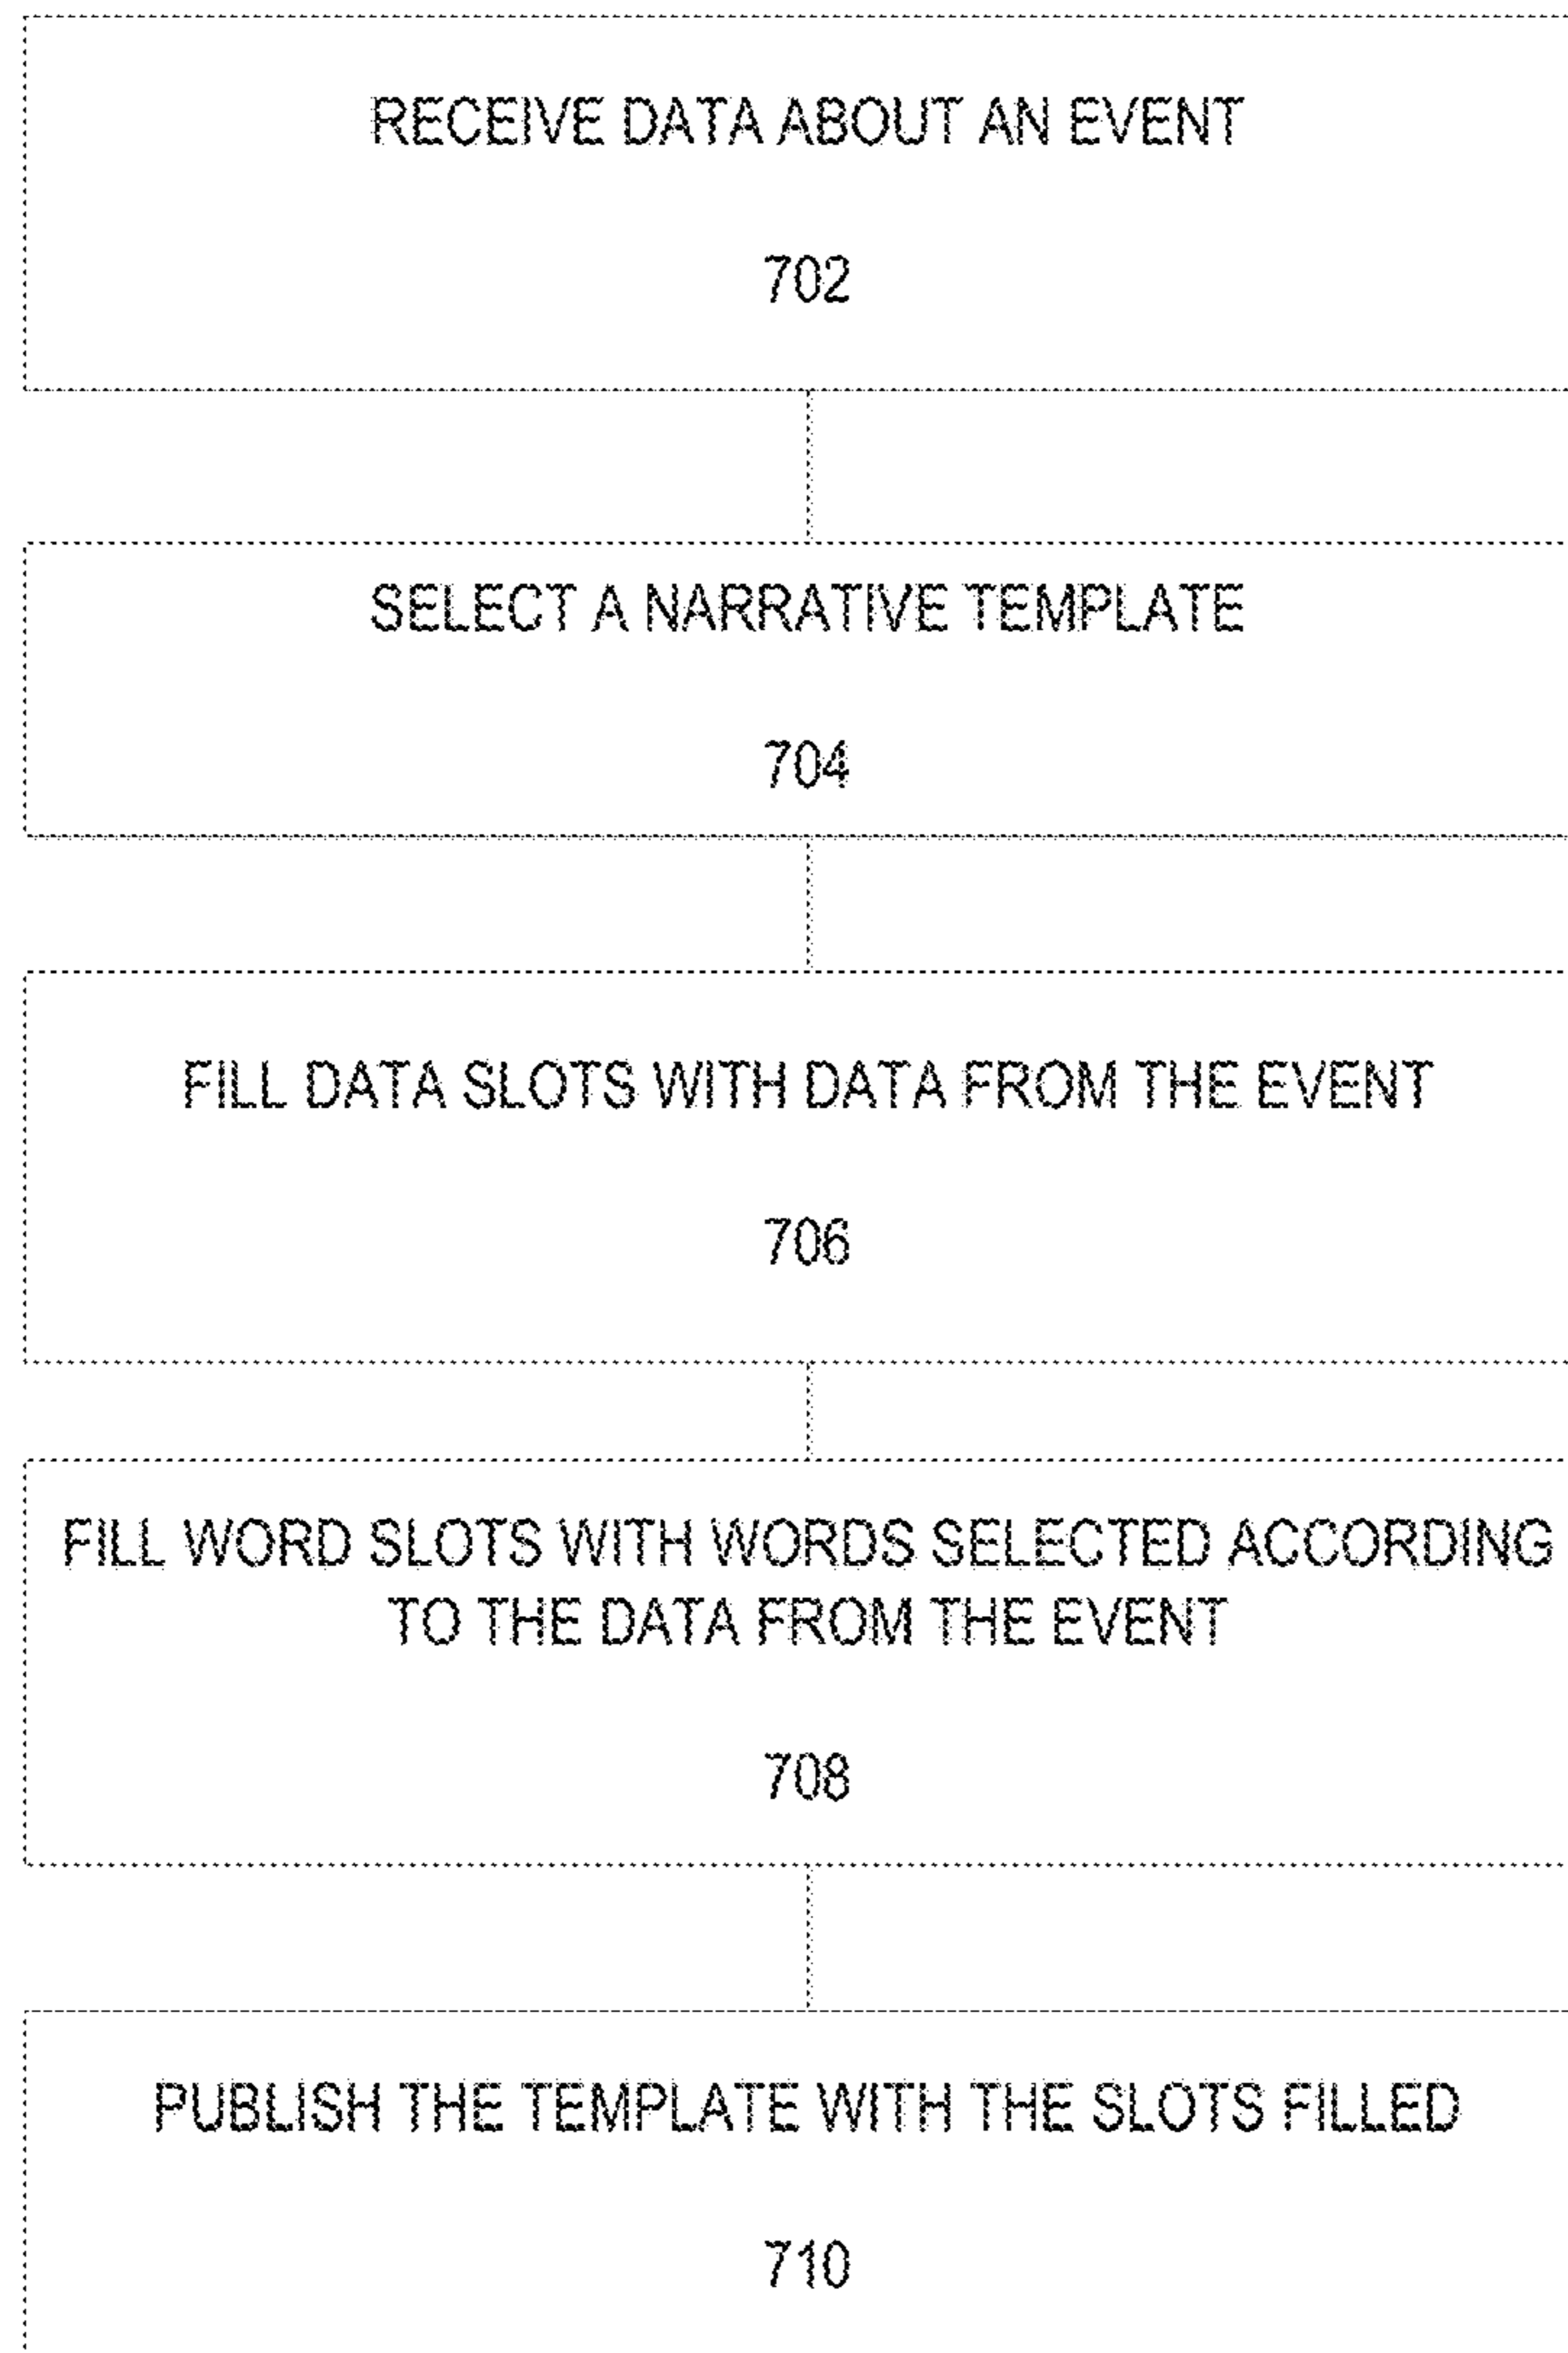 RECEIVE DATA ABOUT AN EVENT
702
SELECT A NARRATIVE TEMPLATE
704
FILL DATA SLOTS WITH DATA FROM THE EVENT
706
FILL WORD SLOTS WITH WORDS SELECTED ACCORDING
TO THE DATA FROM THE EVENT
708
PUBLISH THE TEMPLATE WITH THE SLOTS FILLED
710